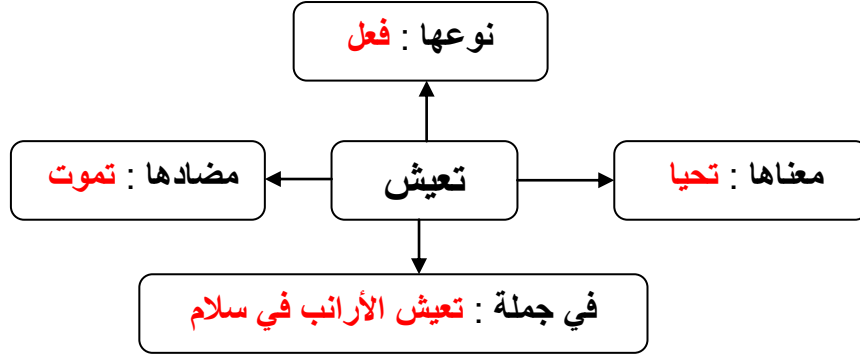 نوعها : فعل
معناها : تحيا
تعيش
مضادها : تموت
في جملة : تعيش الأرانب في سلام